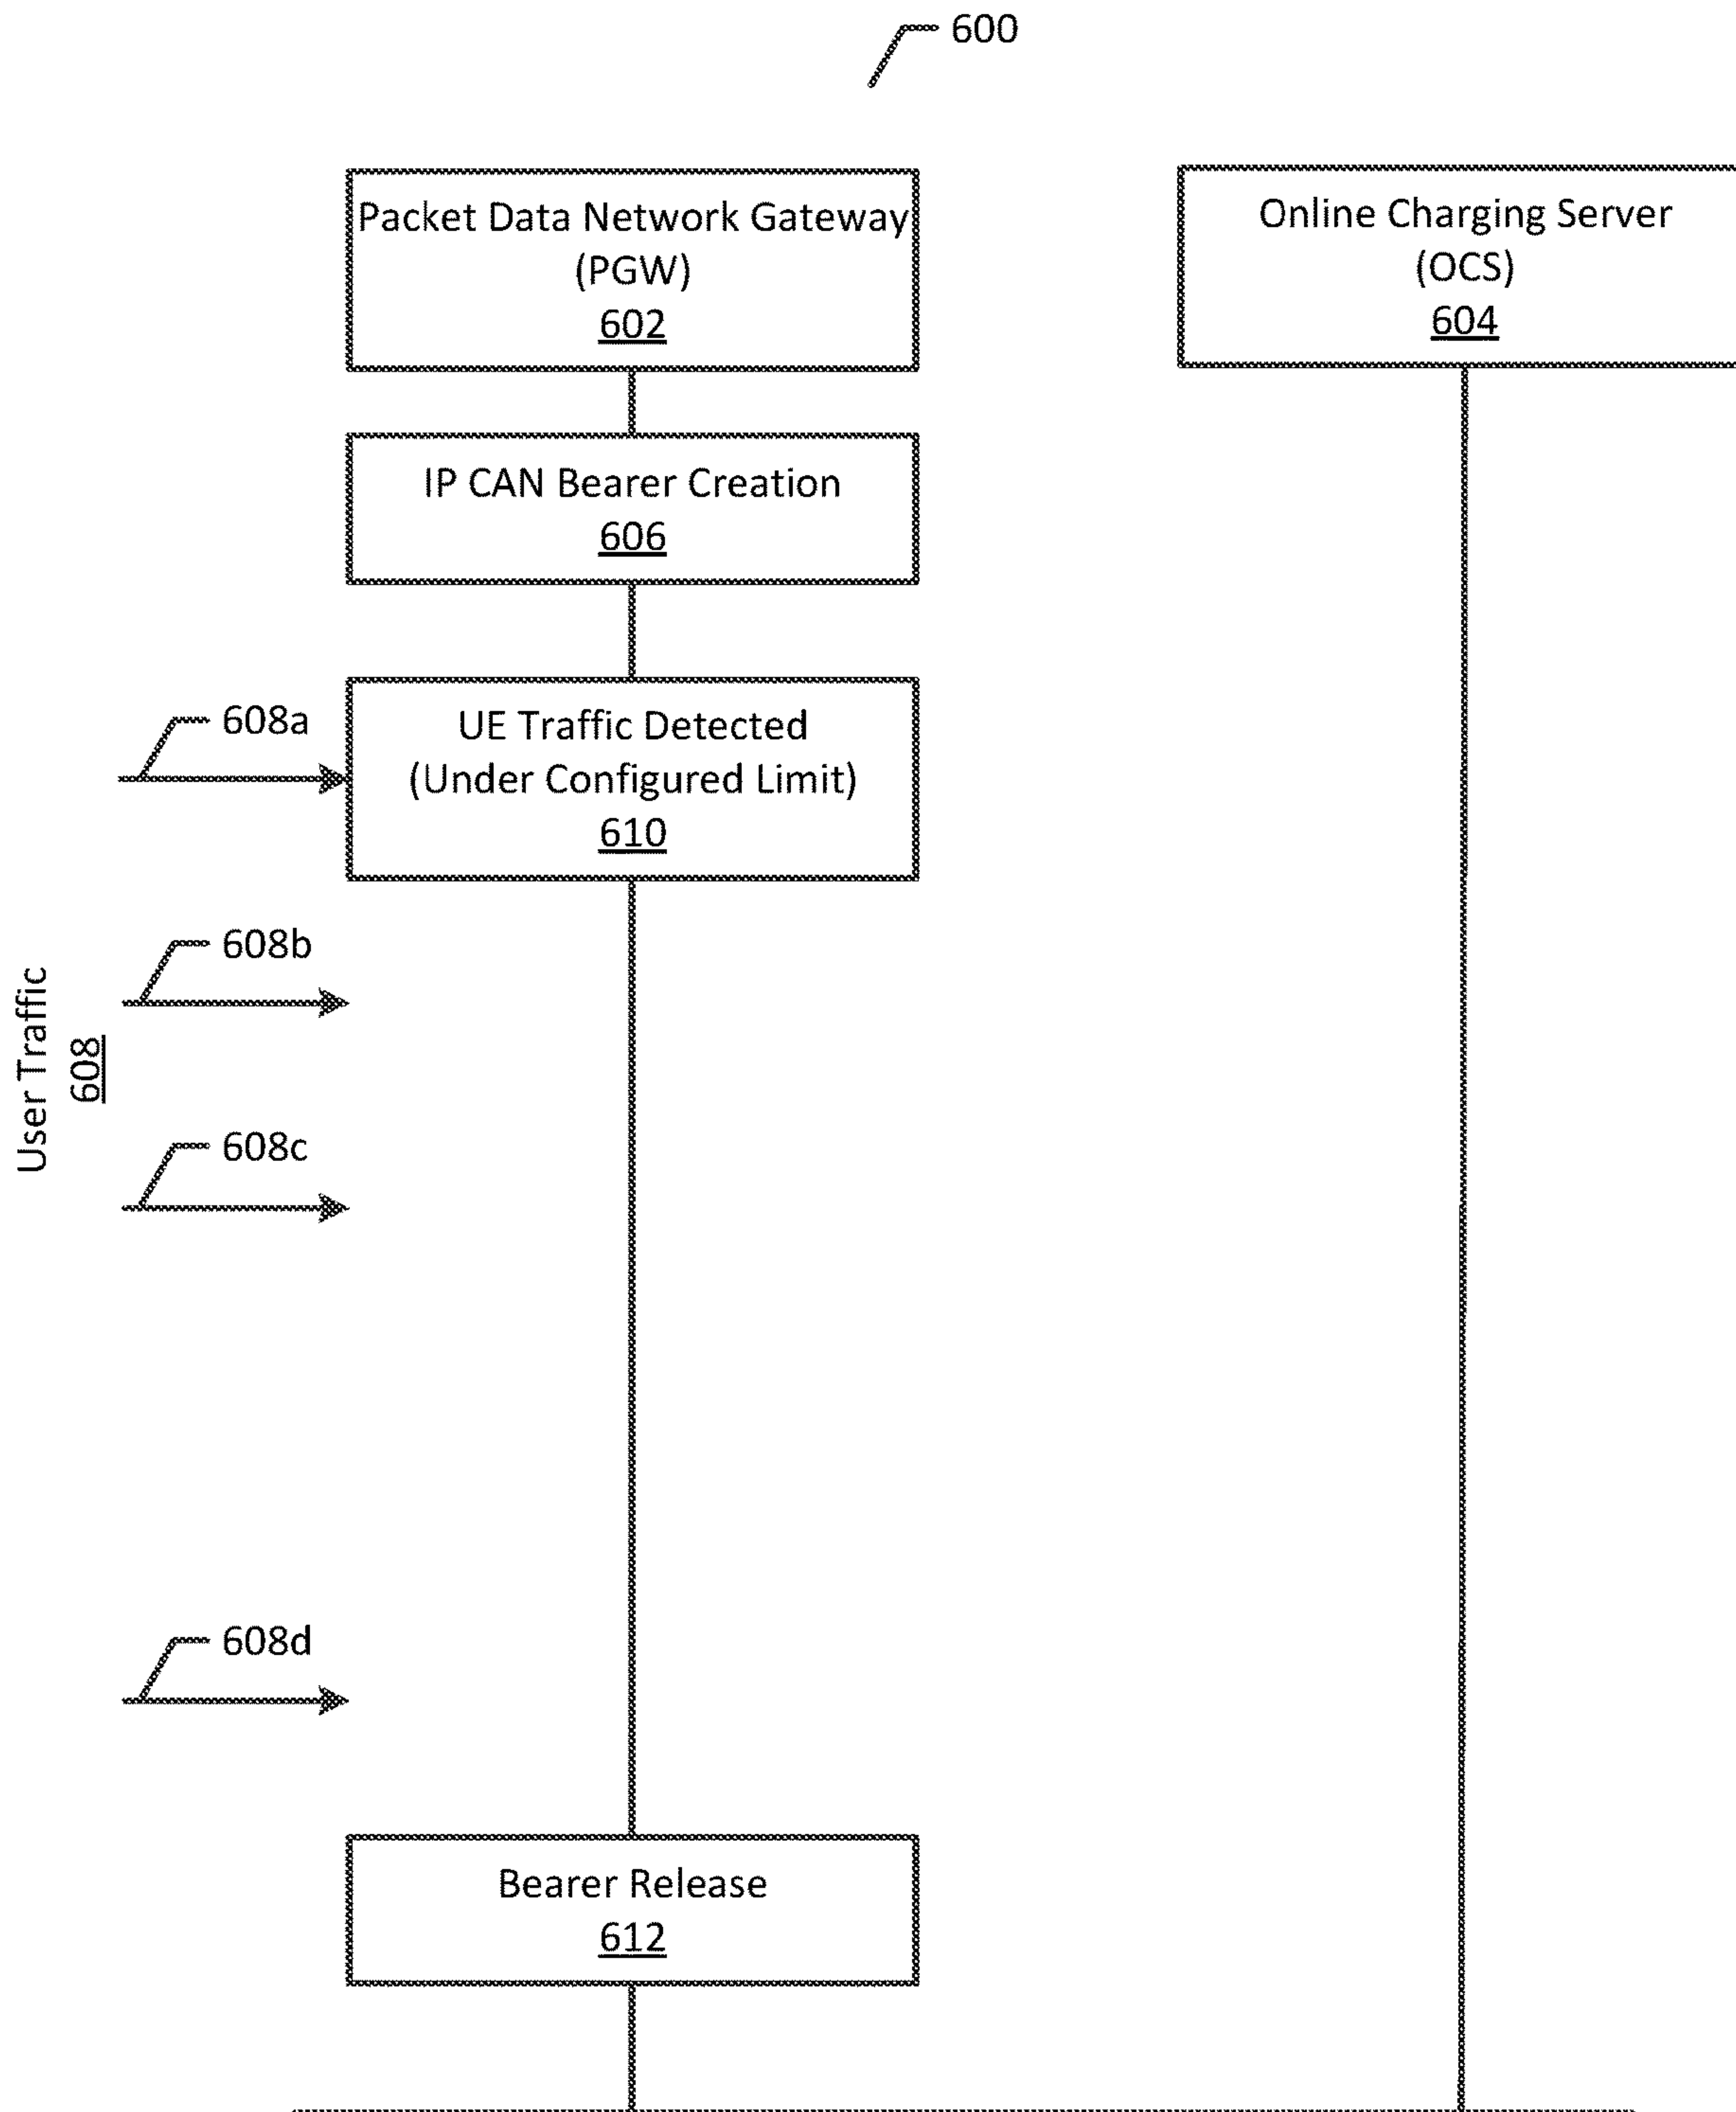 600
Packet Data Network Gateway
(PGW)
602
Online Charging Server
(OCS)
604
IP CAN Bearer Creation
606
608a
UE Traffic Detected
(Under Configured Limit)
610
608b
User Traffic
608
608c
608d
Bearer Release
612